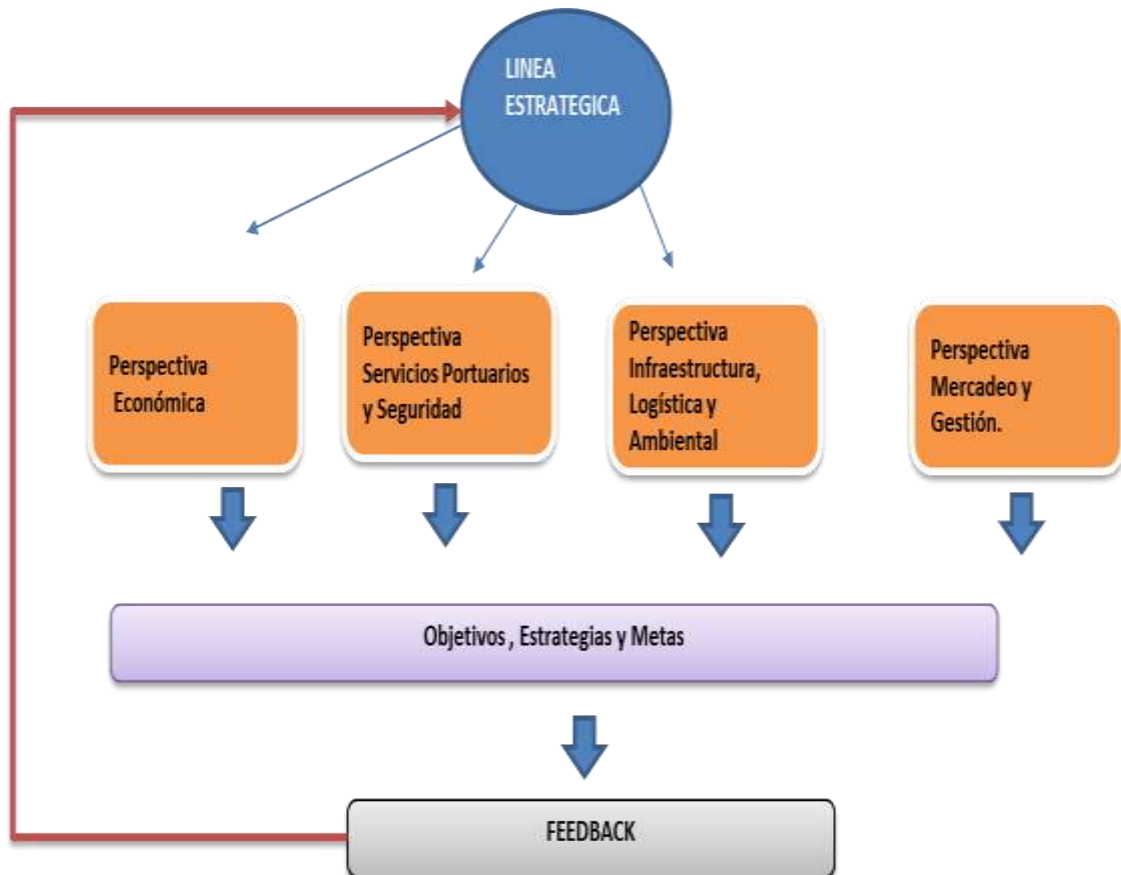 LINEA
ESTRATEGICA
Perspectiva
Económica
Perspectiva
Servicios Portuarios
y Seguridad
Perspectiva
Infraestructura,
Logística y
Ambiental
Perspectiva
Mercadeo y
Gestión.
Objetivos , Estrategias y Metas
FEEDBACK